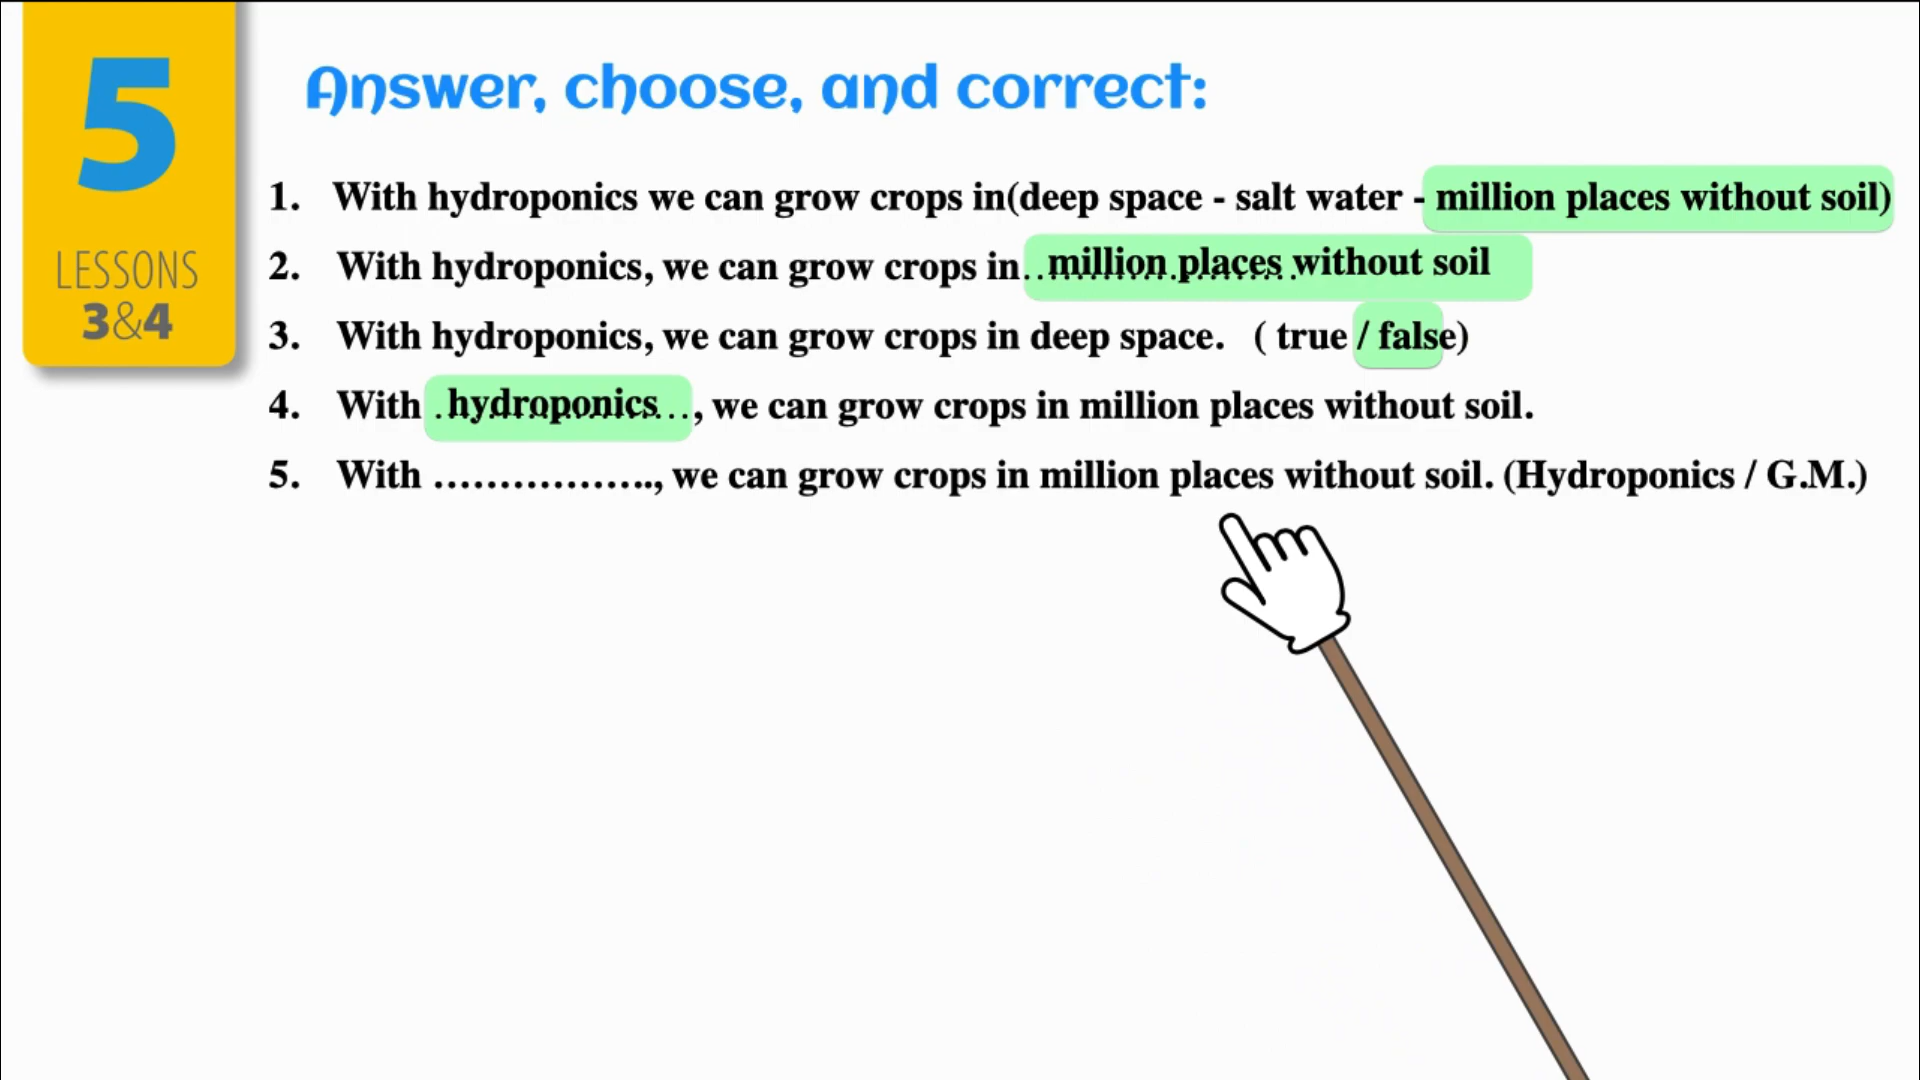 5
LESSONS
3&4
Answer, choose, and correct:
1. With hydroponics we can grow crops in(deep space - salt water - million places without soil)
2. With hydroponics, we can grow crops in..million places without soil
3. With hydroponics, we can grow crops in deep space. ( true / false)
4. With .hydroponics..., we can grow crops in million places without soil.
5. With ………………., we can grow crops in million places without soil. (Hydroponics / G.M.)